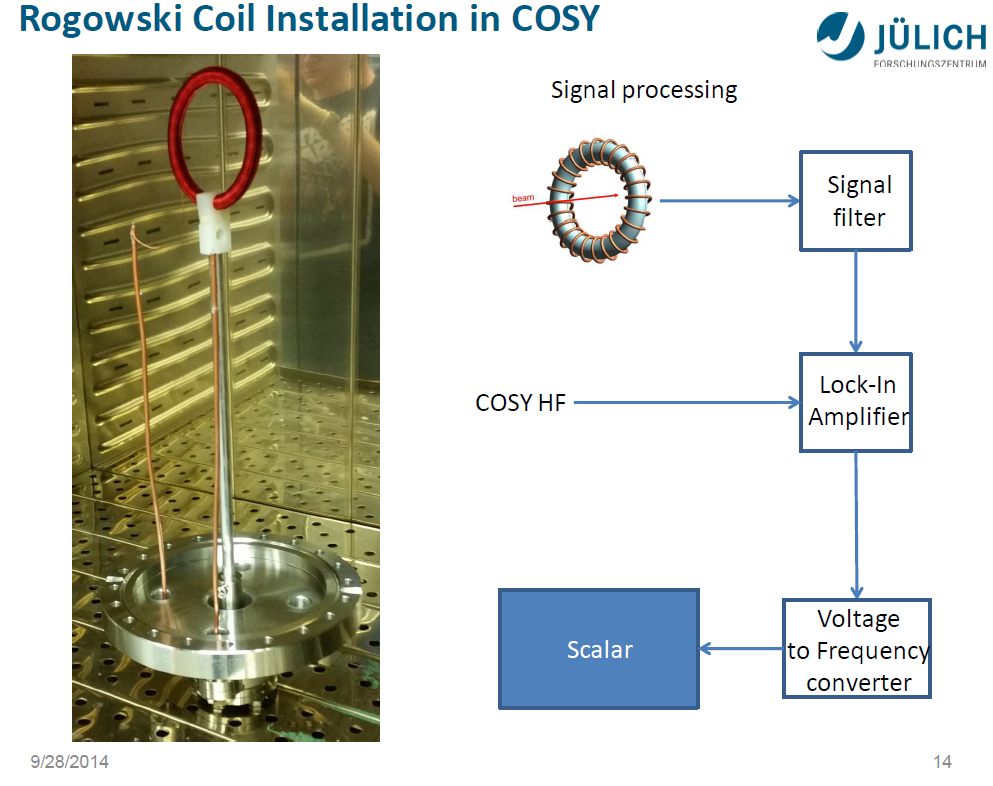 Rogowski Coil Installation in COSY
JÜLICH
FORSCHUNGSZENTRUM
Signal processing
beam
Signal
filter
COSY HF
Lock-In
Amplifier
Scalar
Voltage
to Frequency
converter
9/28/2014
14